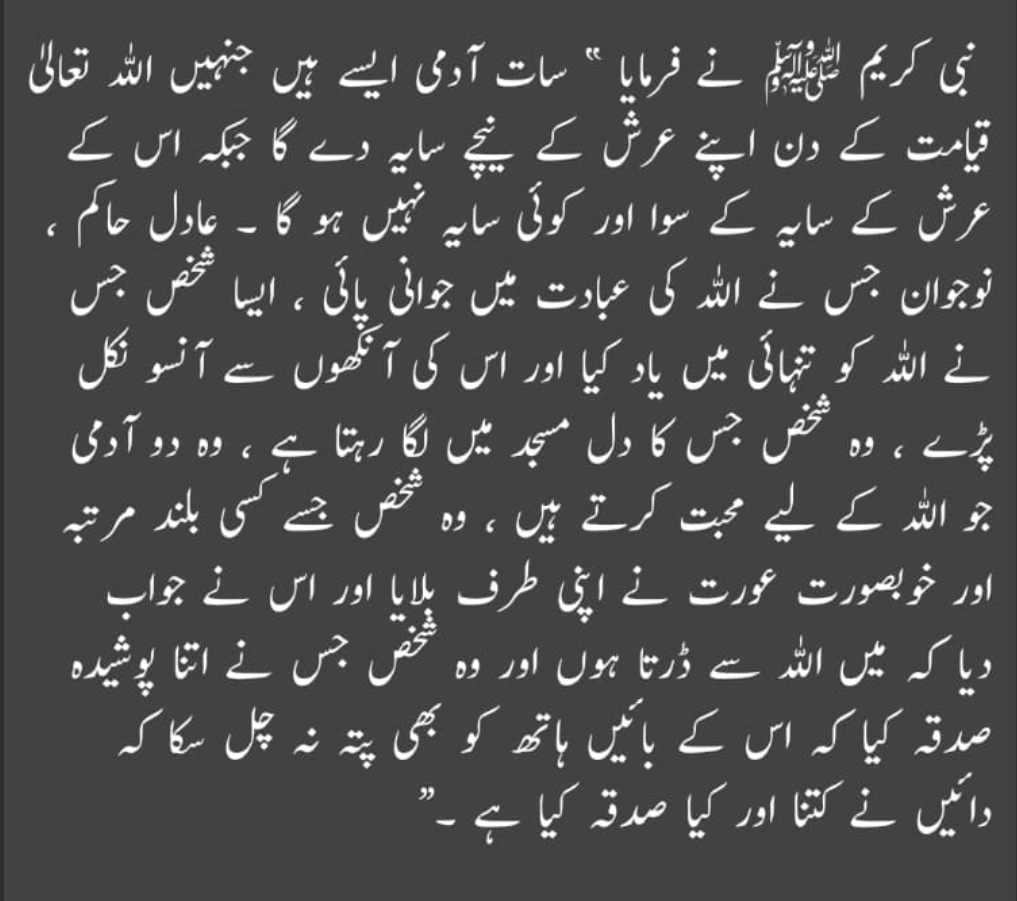 نبی کریم ﷺ نے فرمایا ” سات آدمی ایسے ہیں جنہیں اللہ تعالیٰ
قیامت کے دن اپنے عرش کے نیچے سایہ دے گا جبکہ اس کے
عرش کے سایہ کے سوا اور کوئی سایہ نہیں ہو گا ۔ عادل حاکم ،
نوجوان جس نے اللہ کی عبادت میں جوانی پائی ، ایسا شخص جس
نے اللہ کو تنہائی میں یاد کیا اور اس کی آنکھوں سے آنسو نکل
پڑے ، وہ شخص جس کا دل مسجد میں لگا رہتا ہے ، وہ دو آدمی
جو اللہ کے لیے محبت کرتے ہیں ، وہ شخص جسے کسی بلند مرتبہ
اور خوبصورت عورت نے اپنی طرف بلایا اور اس نے جواب
دیا کہ میں اللہ سے ڈرتا ہوں اور وہ شخص جس نے اتنا پوشیدہ
صدقہ کیا کہ اس کے بائیں ہاتھ کو بھی پتہ نہ چل سکا کہ
دائیں نے کتنا اور کیا صدقہ کیا ہے ۔“